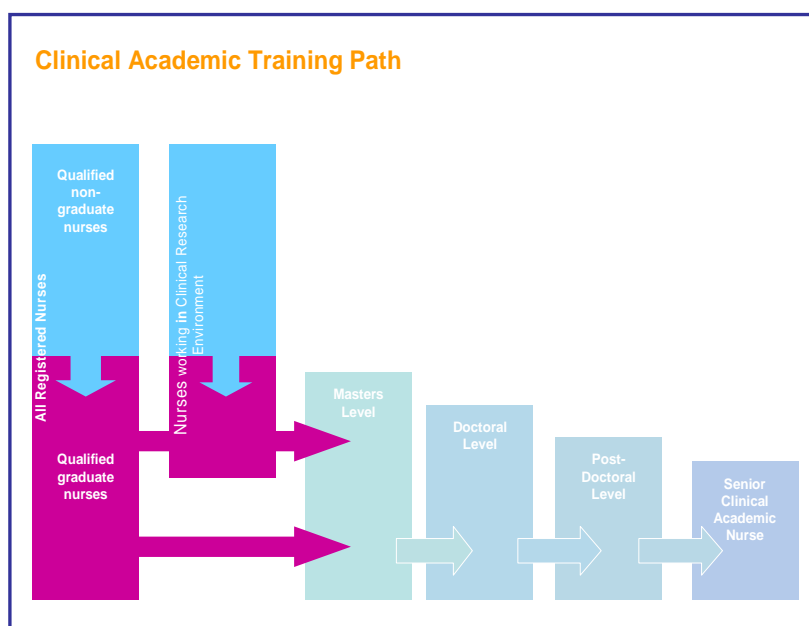 Clinical Academic Training Path
Qualified
non-
graduate
nurses
All Registered Nurses
Nurses working in Clinical Research
Environment
Qualified
graduate
nurses
Masters
Level
Doctoral
Level
Post-
Doctoral
Level
Senior
Clinical
Academic
Nurse